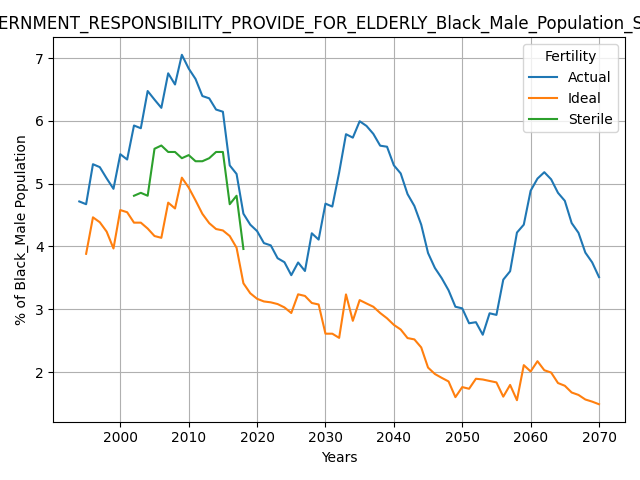 ERNMENT_RESPONSIBILITY_PROVIDE_FOR_ELDERLY_Black_Male_Population_S
Fertility
Actual
Ideal
Sterile
% of Black_Male Population
7
6
5
4
3
2
2000 2010 2020 2030 2040 2050 2060 2070
Years